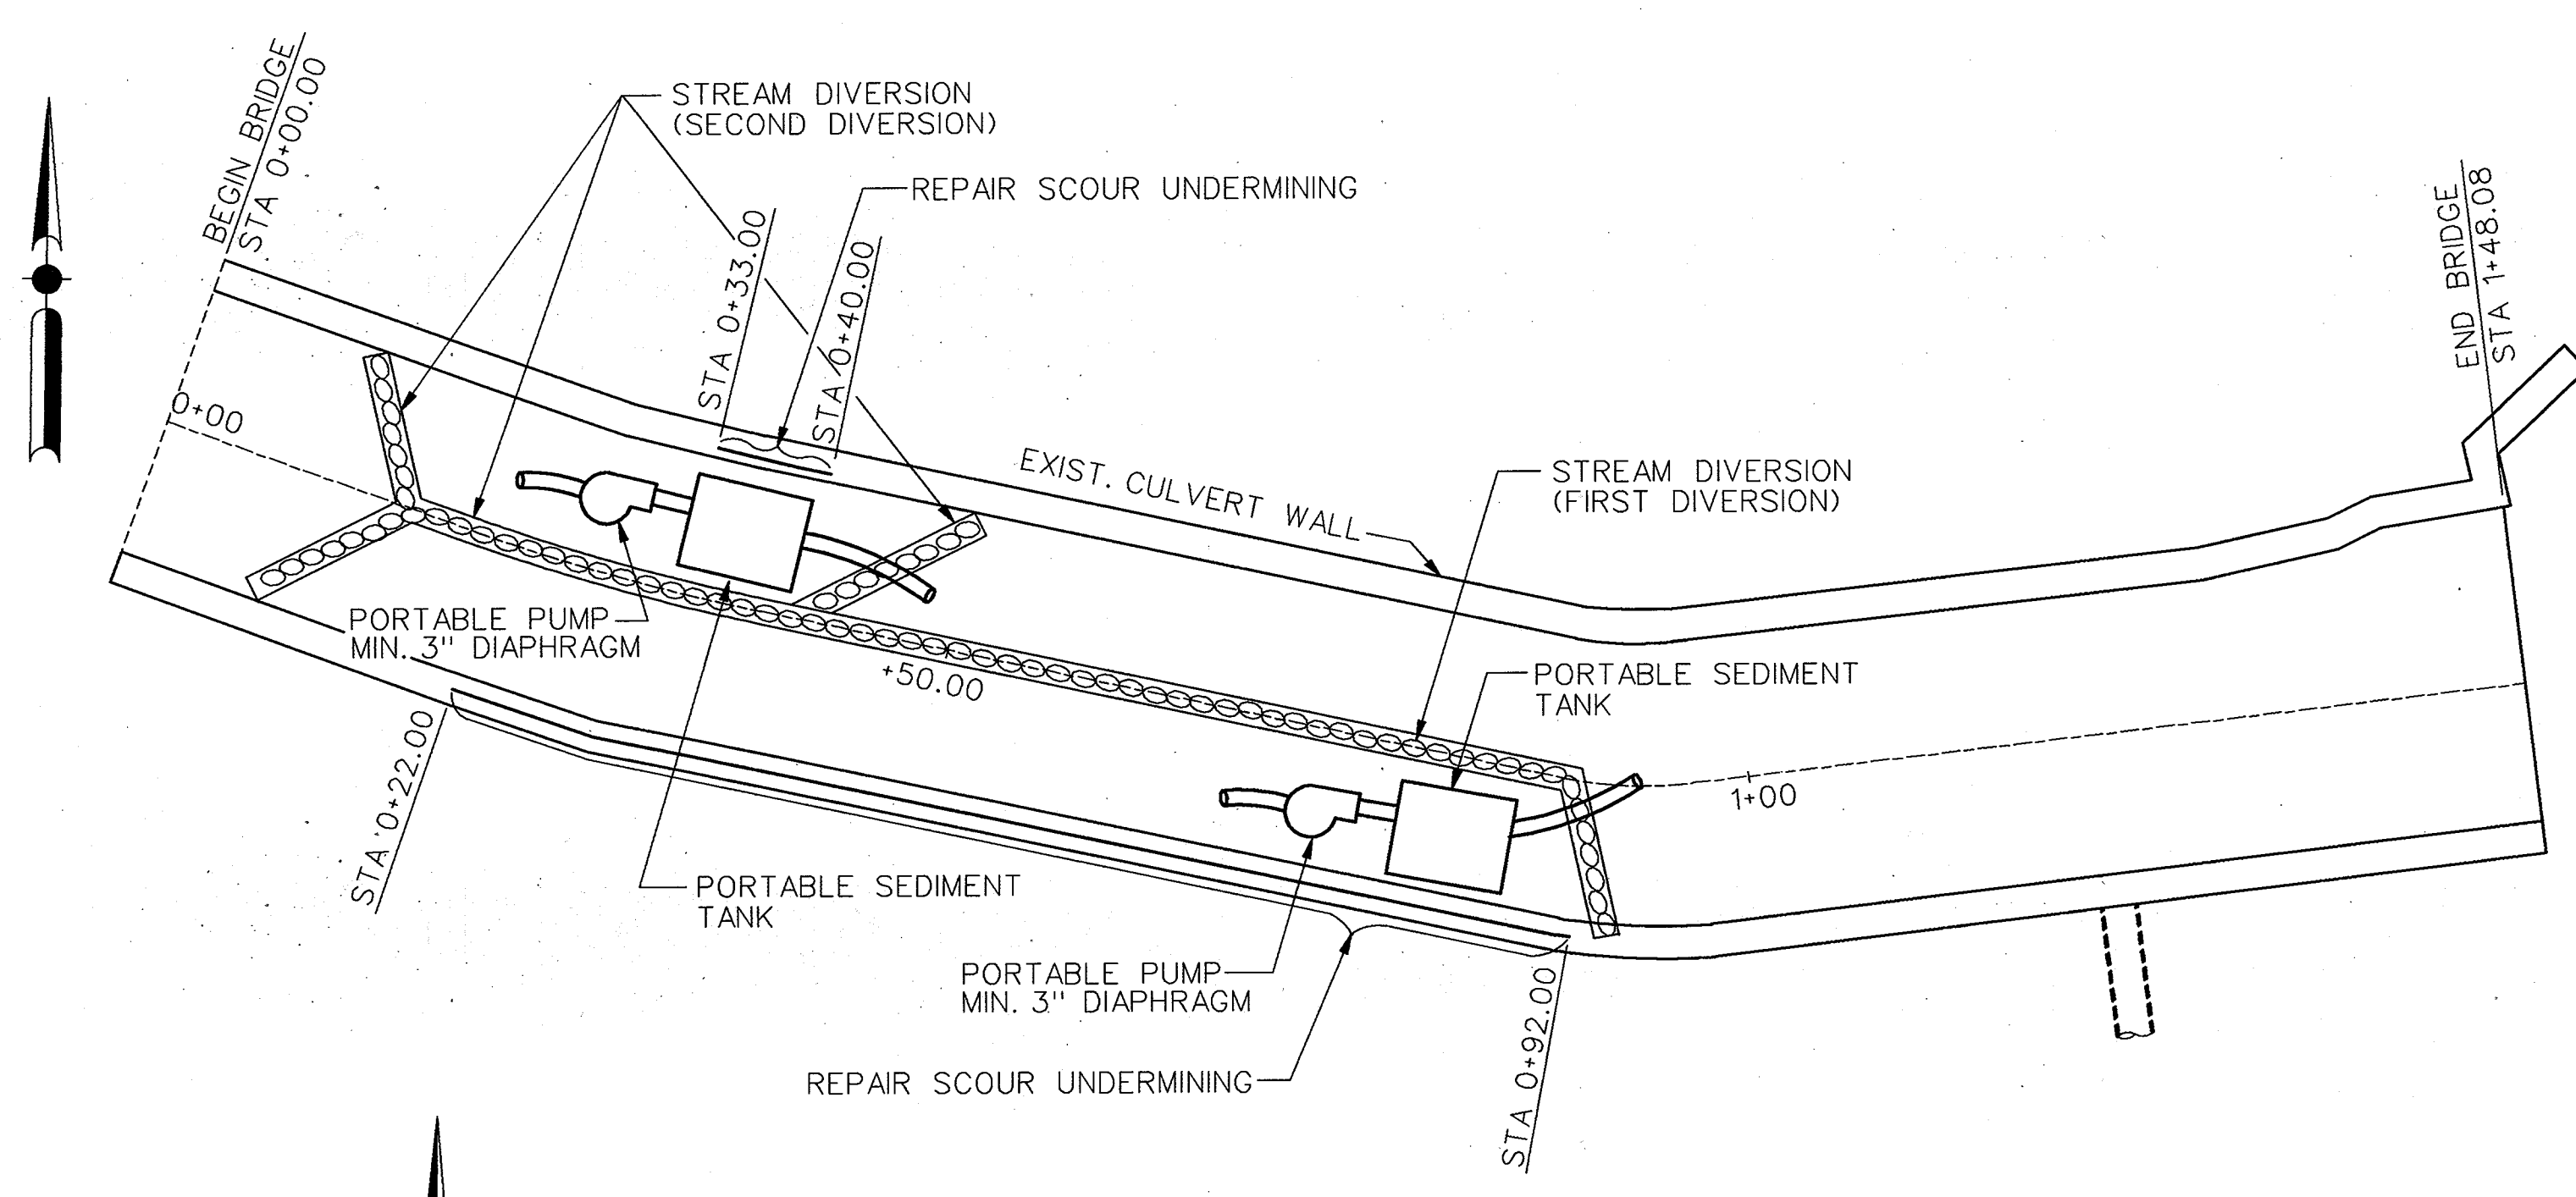 BEGIN BRIDGE
STA 0+00.00
STREAM DIVERSION
(SECOND DIVERSION)
REPAIR SCOUR UNDERMINING
STA 0+33.00
STA 0+40.00
END BRIDGE
STA 1+48.08
0+00
EXIST. CULVERT WALL
STREAM DIVERSION
(FIRST DIVERSION)
PORTABLE PUMP
MIN. 3" DIAPHRAGM
+50.00
PORTABLE SEDIMENT
TANK
1+00
STA 0+22.00
PORTABLE SEDIMENT
TANK
PORTABLE PUMP
MIN. 3" DIAPHRAGM
REPAIR SCOUR UNDERMINING
STA 0+92.00